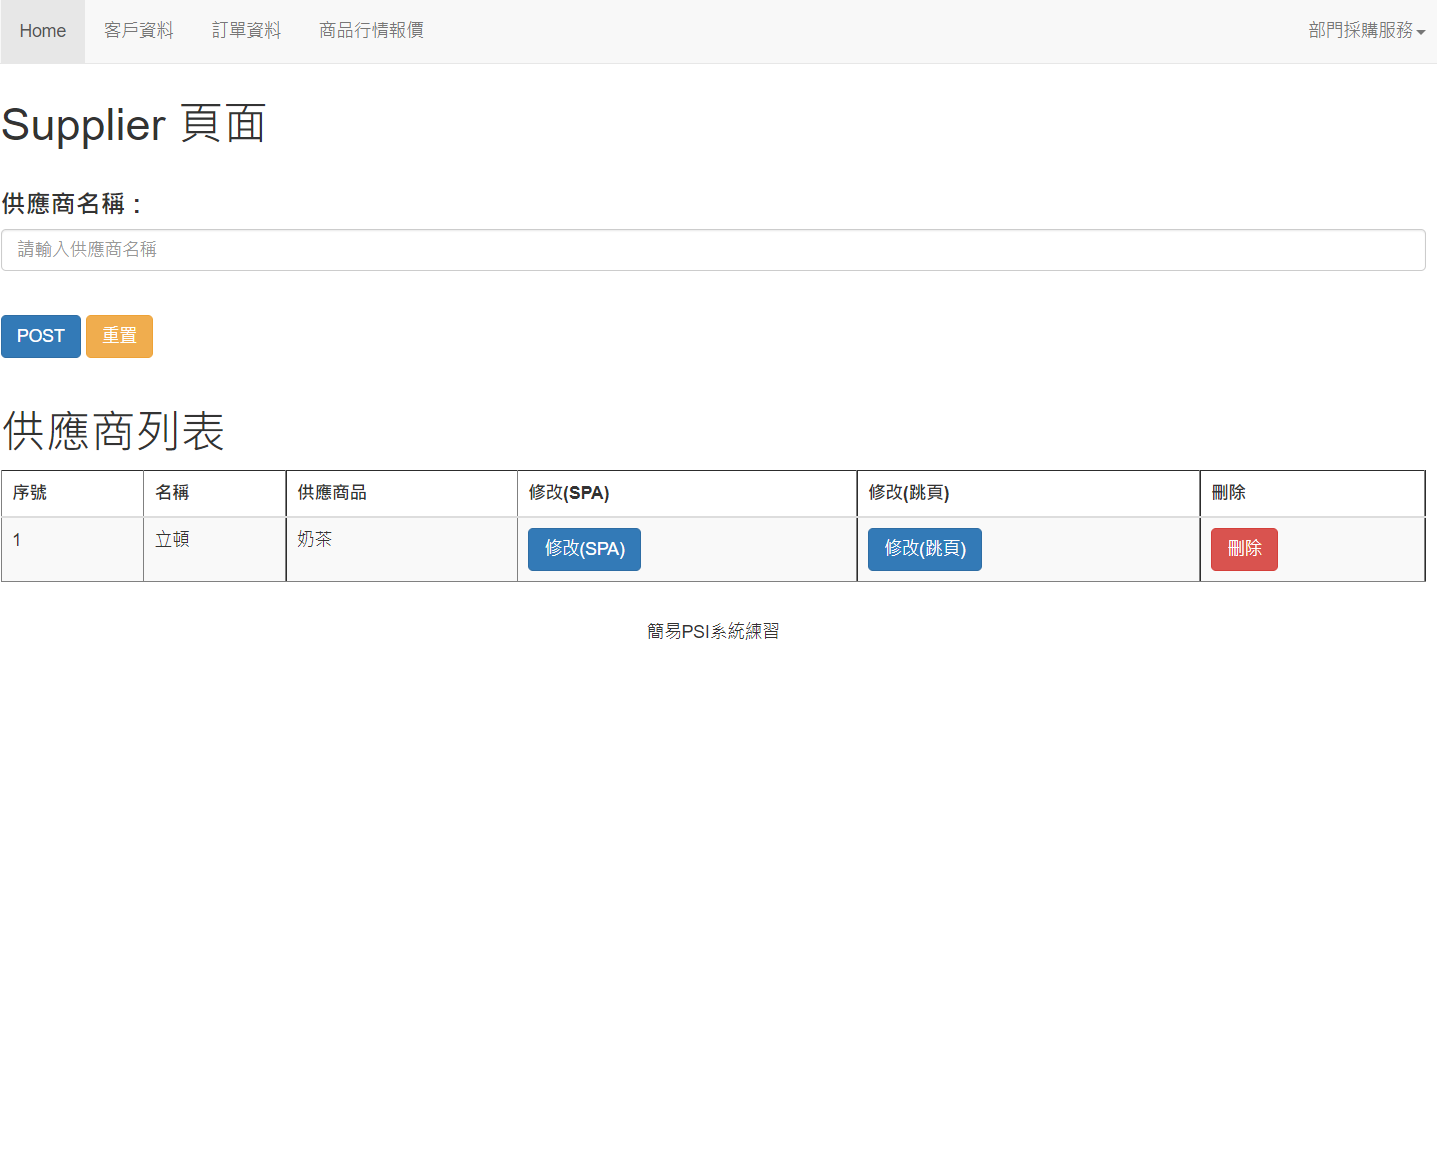 Home 客戶資料 訂單資料 商品行情報價 部門採購服務
Supplier 頁面
供應商名稱：
請輸入供應商名稱
POST 重置
供應商列表
序號 名稱 供應商品 修改(SPA) 修改(跳頁) 刪除
1 立頓 奶茶 修改(SPA) 修改(跳頁) 刪除
簡易PSI系統練習